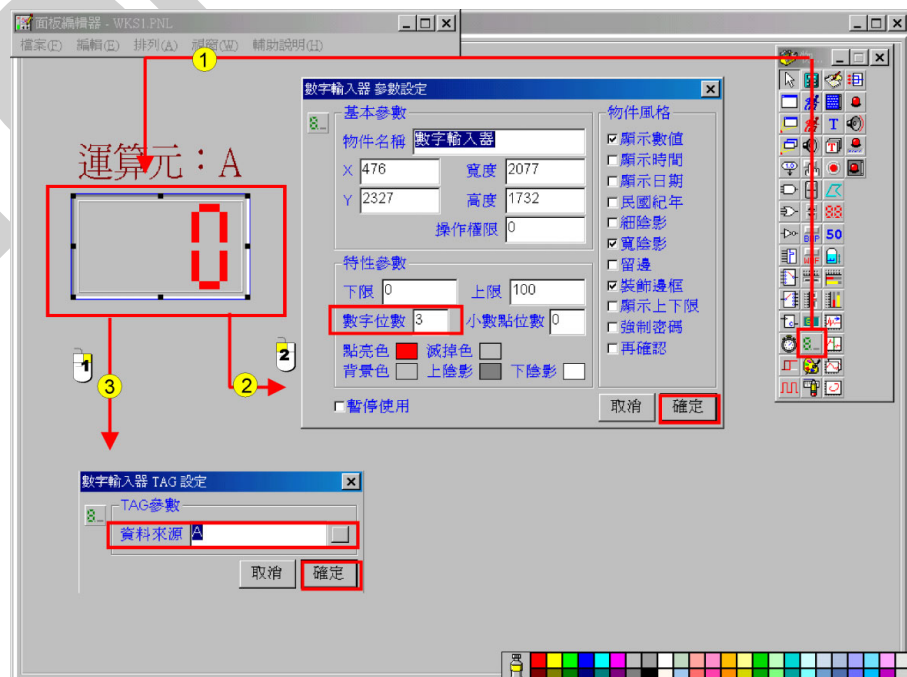 面板編輯器 - WKS1.PNL
檔案(F) 編輯(E) 排列(A) 視窗(W) 輔助說明(H)
1
運算元：A
0
數字輸入器 參數設定
基本參數
8_
物件名稱 數字輸入器
X 476 寬度 2077
Y 2327 高度 1732
操作權限 0
特性參數
下限 0 上限 100
數字位數 3 小數點位數 0
點亮色 滅掉色
背景色 上陰影 下陰影
暫停使用
物件風格
顯示數值
顯示時間
顯示日期
民國紀年
細陰影
寬陰影
留邊
裝飾邊框
顯示上下限
強制密碼
再確認
取消 確定
T
T
1.0
88
50
8_
1
3
2
2
數字輸入器 TAG 設定
TAG參數
8_
資料來源 A
取消 確定